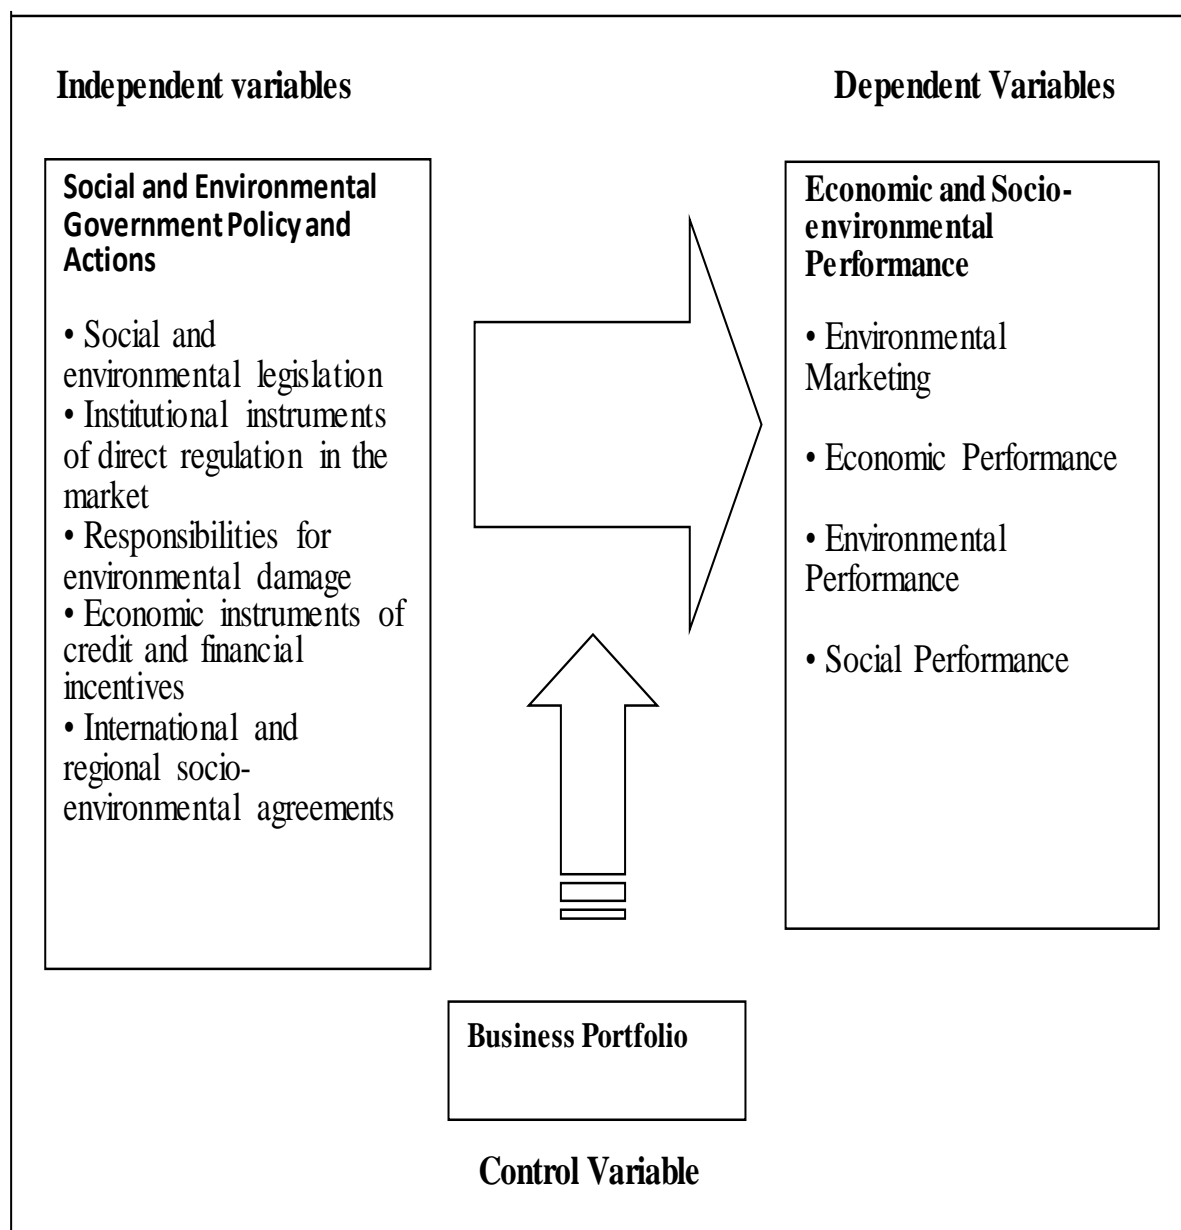 Independent variables
Social and Environmental
Government Policy and
Actions
• Social and
environmental legislation
• Institutional instruments
of direct regulation in the
market
• Responsibilities for
environmental damage
• Economic instruments of
credit and financial
incentives
• International and
regional socio-
environmental agreements
Dependent Variables
Economic and Socio-
environmental
Performance
• Environmental
Marketing
• Economic Performance
• Environmental
Performance
• Social Performance
Business Portfolio
Control Variable